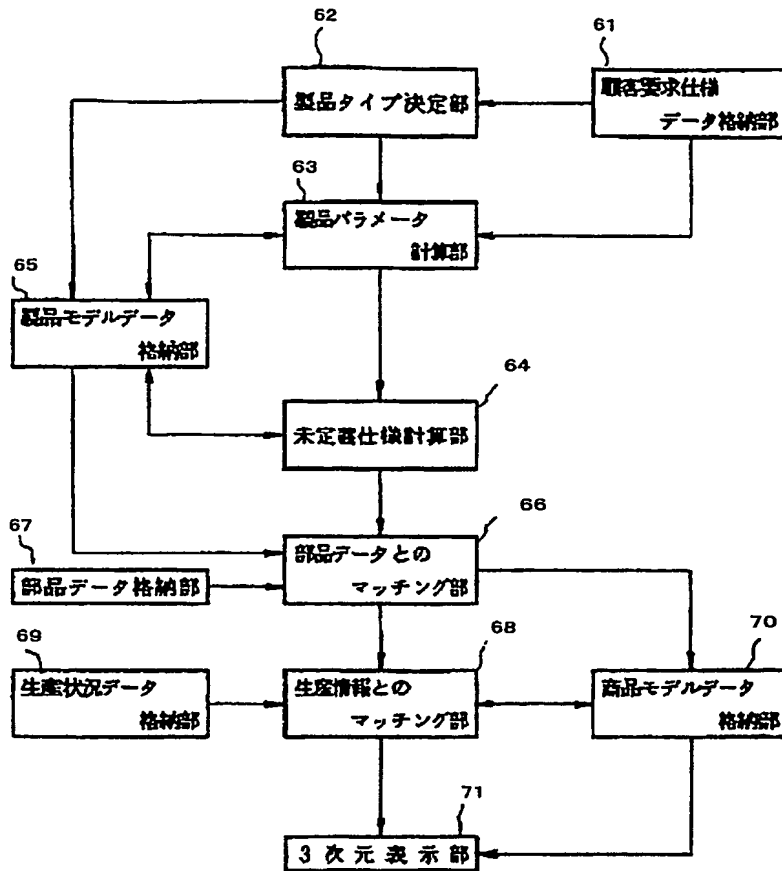 62
61
製品タイプ決定部
顧客要求仕様
データ格納部
63
製品パラメータ
計算部
65
製品モデルデータ
格納部
64
未定義仕様計算部
66
部品データとの
マッチング部
67
部品データ格納部
68
生産情報との
マッチング部
69
生産状況データ
格納部
70
商品モデルデータ
格納部
71
3次元表示部